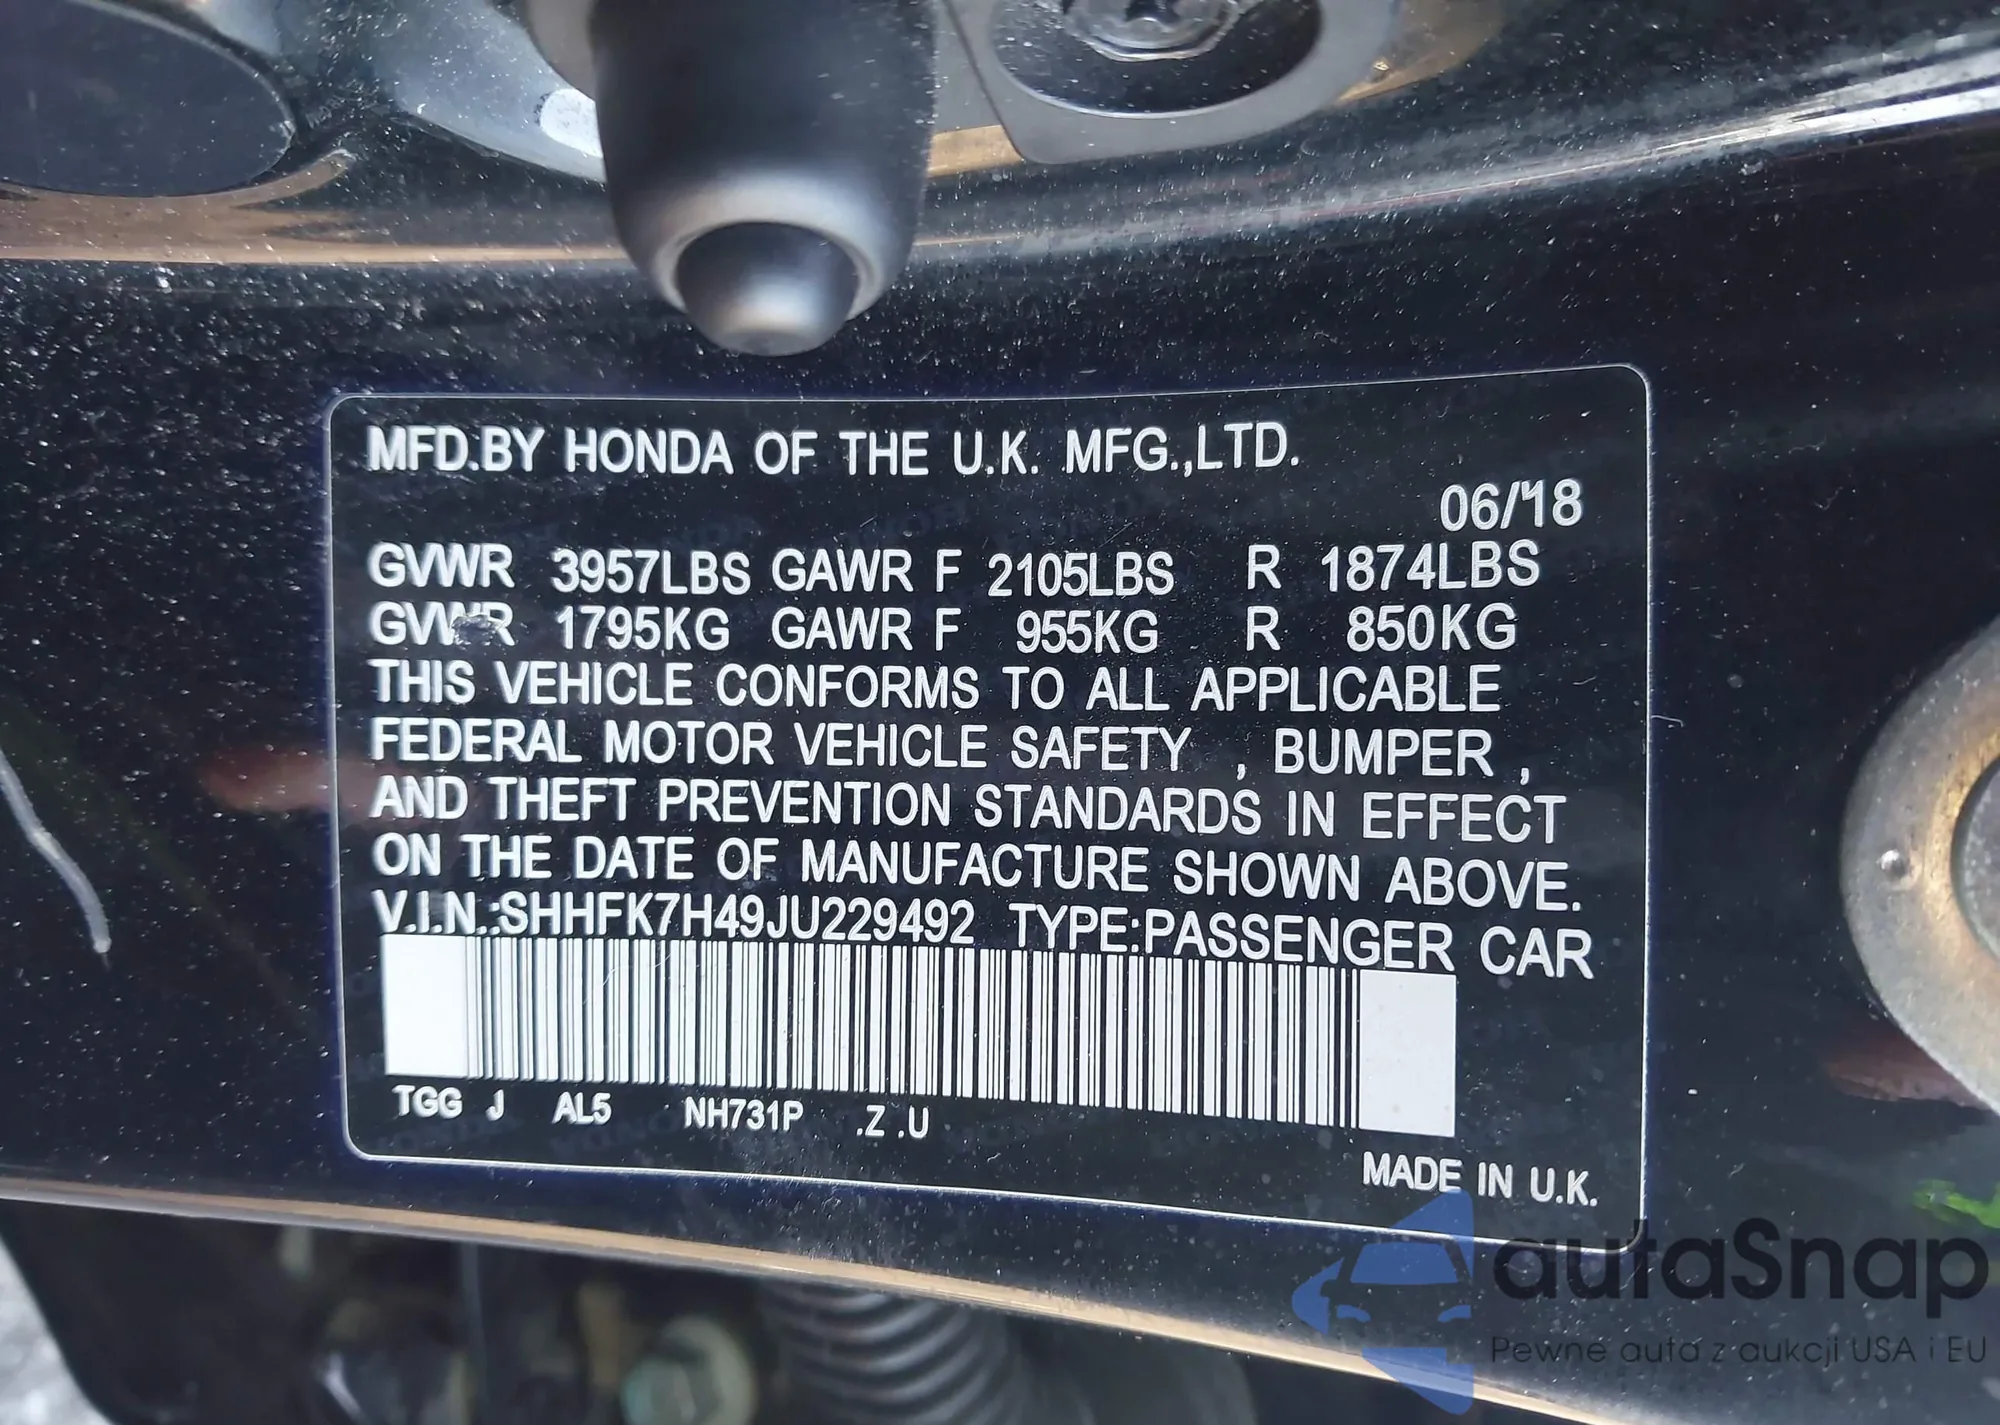 MFD.BY HONDA OF THE U.K. MFG.,LTD.
06/18
GVWR 3957LBS GAWR F 2105LBS R 1874LBS
GVWR 1795KG GAWR F 955KG R 850KG
THIS VEHICLE CONFORMS TO ALL APPLICABLE
FEDERAL MOTOR VEHICLE SAFETY , BUMPER ,
AND THEFT PREVENTION STANDARDS IN EFFECT
ON THE DATE OF MANUFACTURE SHOWN ABOVE.
V.I.N.:SHHFK7H49JU229492 TYPE:PASSENGER CAR
TGG J AL5 NH731P .Z .U
MADE IN U.K.
autaSnap
Pewne auta z aukcji USA i EU